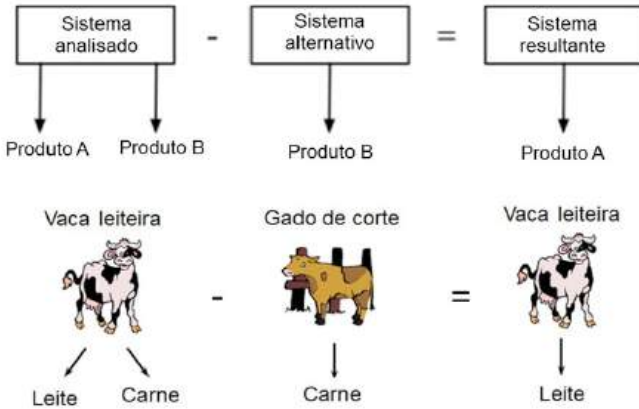 Sistema
analisado
-
Sistema
alternativo
=
Sistema
resultante
Produto A
Produto B
Produto B
Produto A
Vaca leiteira
Gado de corte
Vaca leiteira
-
=
Leite
Carne
Carne
Leite